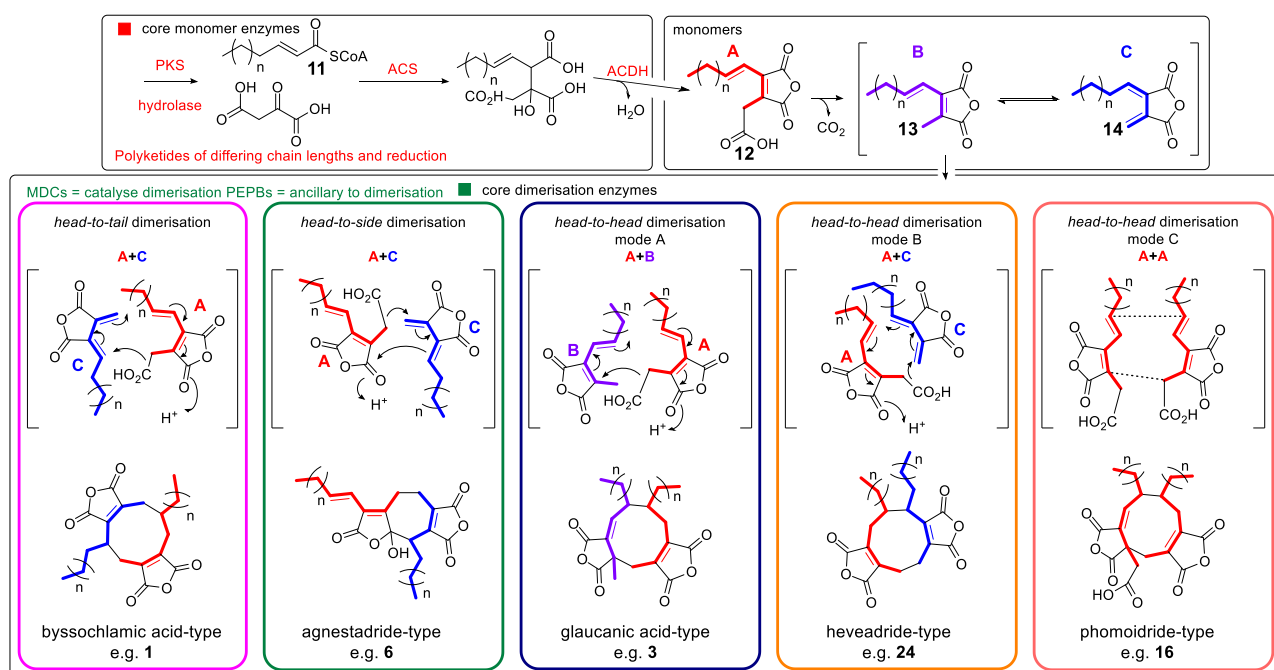 core monomer enzymes
PKS
hydrolase
n
O
SCoA
11
OH
O
O
OH
O
ACS
n
O
OH
CO2H
OH
O
OH
ACDH
H2O
Polyketides of differing chain lengths and reduction
monomers
A
n
O
O
O
O
OH
12
CO2
B
n
O
O
O
13
C
n
O
O
O
14
MDCs = catalyse dimerisation PEPBs = ancillary to dimerisation
core dimerisation enzymes
head-to-tail dimerisation
A+C
O
O
O
C
n
A
n
O
O
O
HO2C
H+
byssochlamic acid-type
e.g. 1
O
O
O
n
n
O
O
O
head-to-side dimerisation
A+C
n
HO2C
A
O
O
O
H+
C
O
O
O
n
n
O
O
OH
O
O
O
n
agnestadride-type
e.g. 6
head-to-head dimerisation
mode A
A+B
n
B
O
O
O
n
A
O
O
O
HO2C
H+
n
n
O
O
O
O
O
O
glaucanic acid-type
e.g. 3
head-to-head dimerisation
mode B
A+C
n
n
A
C
O
O
O
O
O
O
CO2H
H+
n
n
O
O
O
O
O
O
heveadride-type
e.g. 24
head-to-head dimerisation
mode C
A+A
n
n
O
O
O
O
O
O
HO2C
CO2H
n
n
O
O
O
O
O
O
HO
O
phomoidride-type
e.g. 16